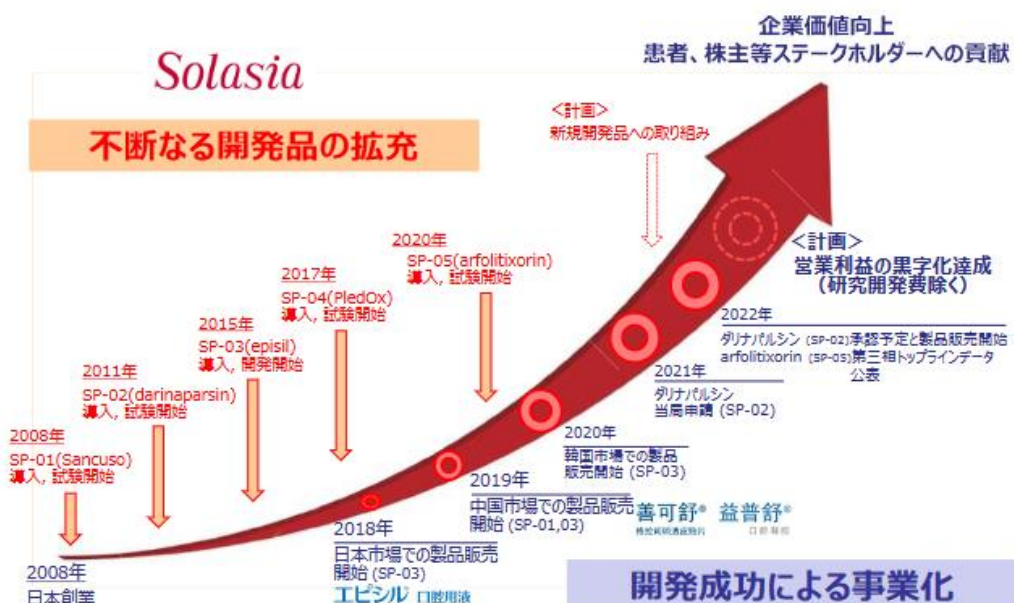 企業価値向上
患者、株主等ステークホルダーへの貢献
Solasia
不断なる開発品の拡充
<計画>
新規開発品への取り組み
2020年
SP-05(arfolitixorin)
導入, 試験開始
2017年
SP-04(PledOx)
導入, 試験開始
2015年
SP-03(episil)
導入, 開発開始
2011年
SP-02(darinaparsin)
導入, 試験開始
2008年
SP-01(Sancuso)
導入, 試験開始
<計画>
営業利益の黒字化達成
(研究開発費除く)
2022年
ダリナパルシン (SP-02)承認予定と製品販売開始
arfolitixorin (SP-05)第三相トップラインデータ
公表
2021年
ダリナパルシン
当局申請 (SP-02)
2020年
韓国市場での製品
販売開始 (SP-03)
2019年
中国市場での製品販売
開始 (SP-01,03)
善可舒® 益普舒®
2018年
日本市場での製品販売
開始 (SP-03)
エピシル 口腔用液
2008年
日本創業
開発成功による事業化